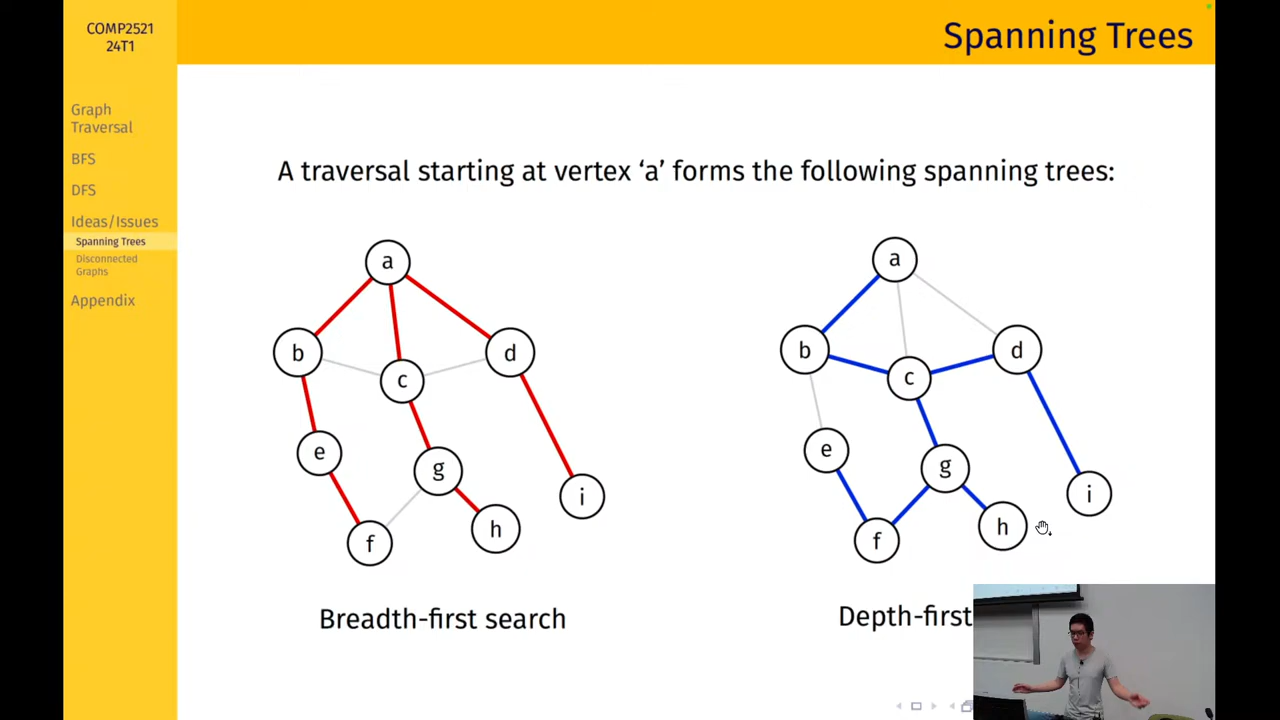 COMP2521
24T1
Spanning Trees
Graph
Traversal
BFS
DFS
Ideas/Issues
Spanning Trees
Disconnected
Graphs
Appendix
A traversal starting at vertex ‘a’ forms the following spanning trees:
a
b
c
d
e
g
i
f
h
Breadth-first search
a
b
c
d
e
g
i
f
h
Depth-first